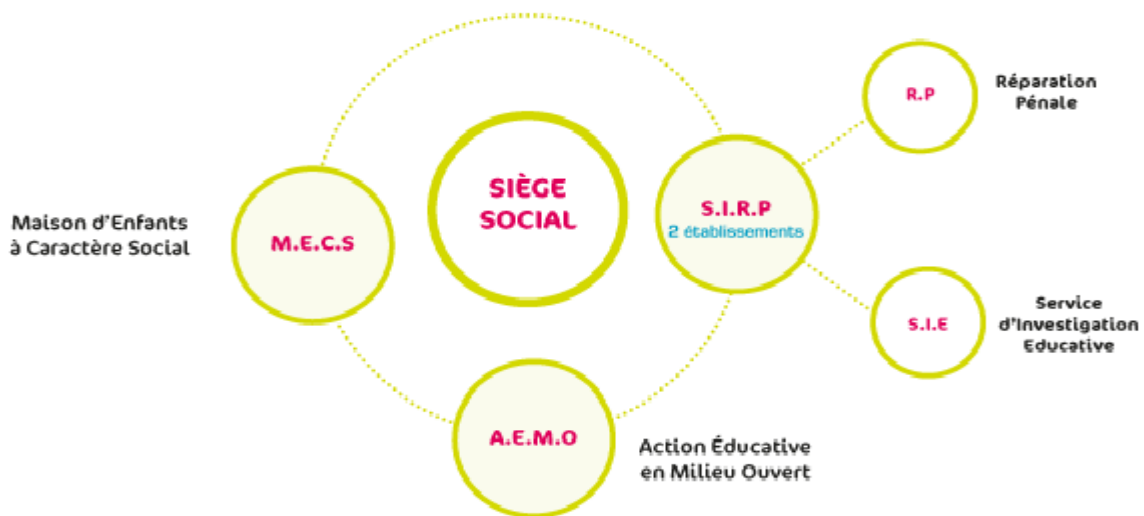 R.P
Réparation
Pénale
SIÈGE
SOCIAL
S.I.R.P
2 établissements
Maison d'Enfants
à Caractère Social
M.E.C.S
S.I.E
Service
d'Investigation
Educative
A.E.M.O
Action Éducative
en Milieu Ouvert